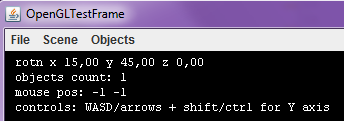 OpenGLTestFrame
File Scene Objects
rotn x 15,00 y 45,00 z 0,00
objects count: 1
mouse pos: -1 -1
controls: WASD/arrows + shift/ctrl for Y axis